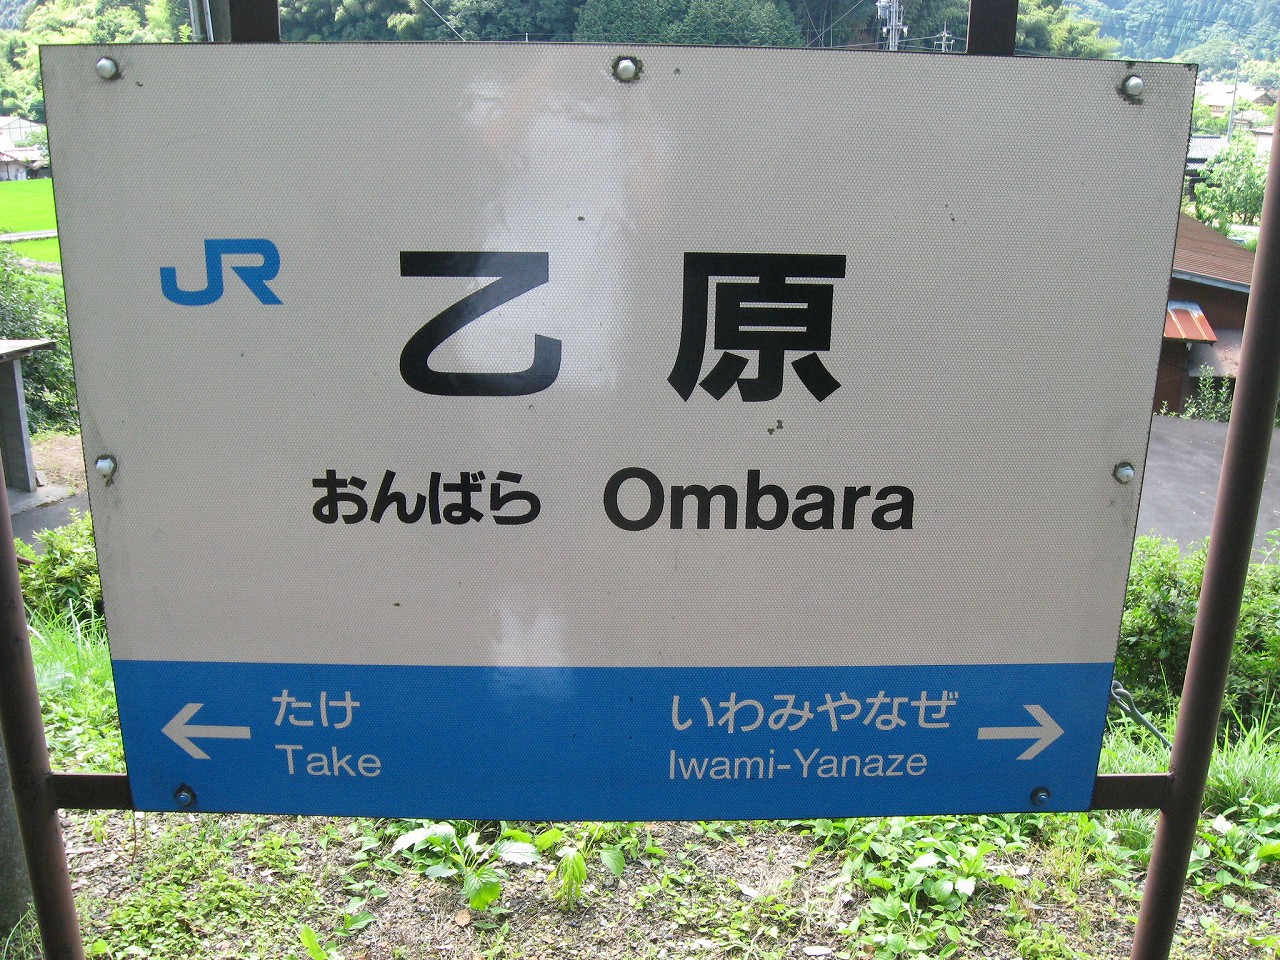 JR
乙原
おんばら Ombara
← たけ
Take
いわみやなぜ →
Iwami-Yanaze